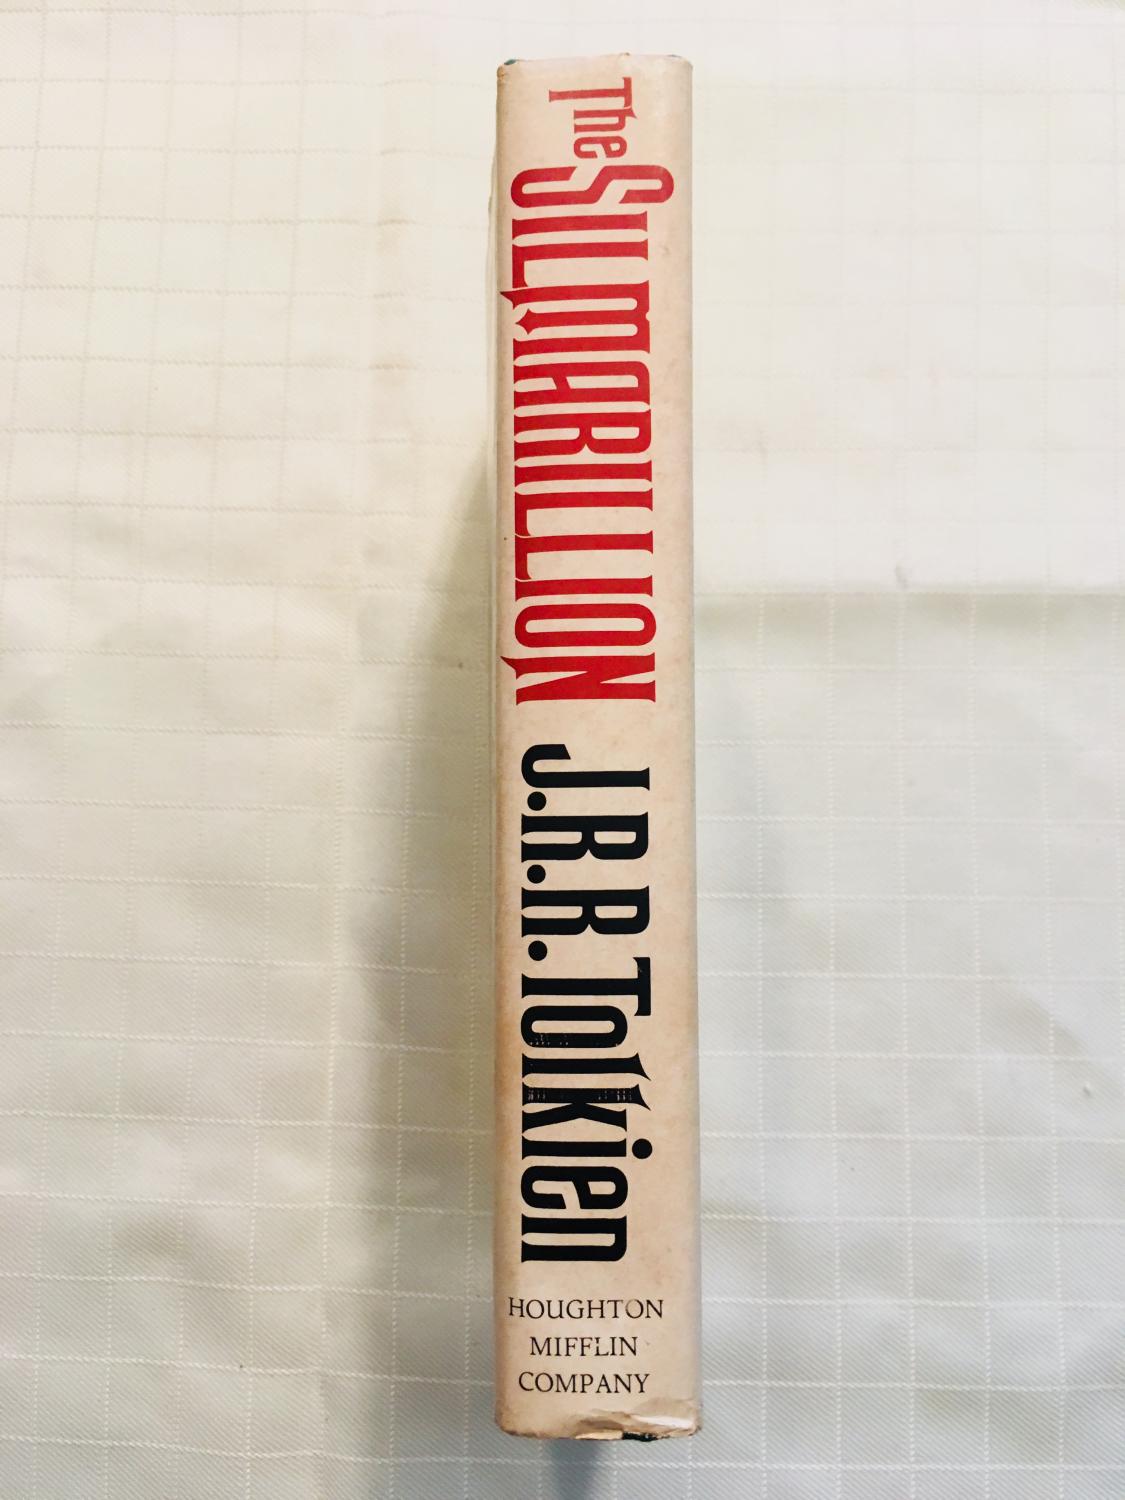 The SILMARILLION
J.R.R. Tolkien
HOUGHTON
MIFFLIN
COMPANY